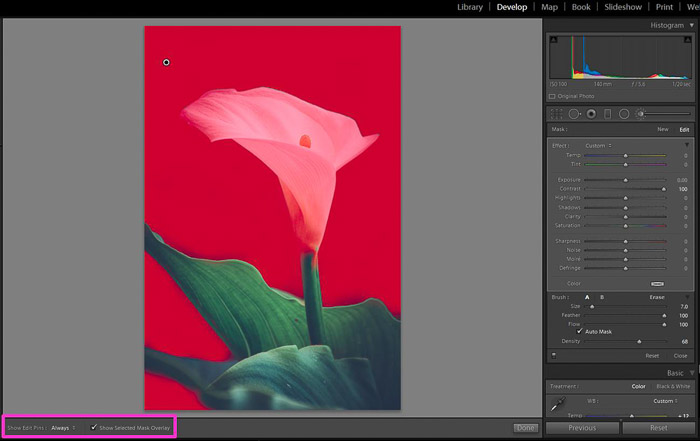 Library | Develop | Map | Book | Slideshow | Print | We
Histogram
ISO 100 140 mm f / 5.6 1/20 sec
Original Photo
Mask : New Edit
Effect : Custom
Temp 0
Tint 0
Exposure 0.00
Contrast 100
Highlights 0
Shadows 0
Clarity 0
Saturation 0
Sharpness 0
Noise 0
Moire 0
Defringe 0
Color
Brush : A B Erase
Size 7.0
Feather 100
Flow 100
Auto Mask
Density 68
Reset Close
Basic
Treatment : Color Black & White
WB : Custom
Temp + 12
Show Edit Pins : Always Show Selected Mask Overlay Done Previous Reset